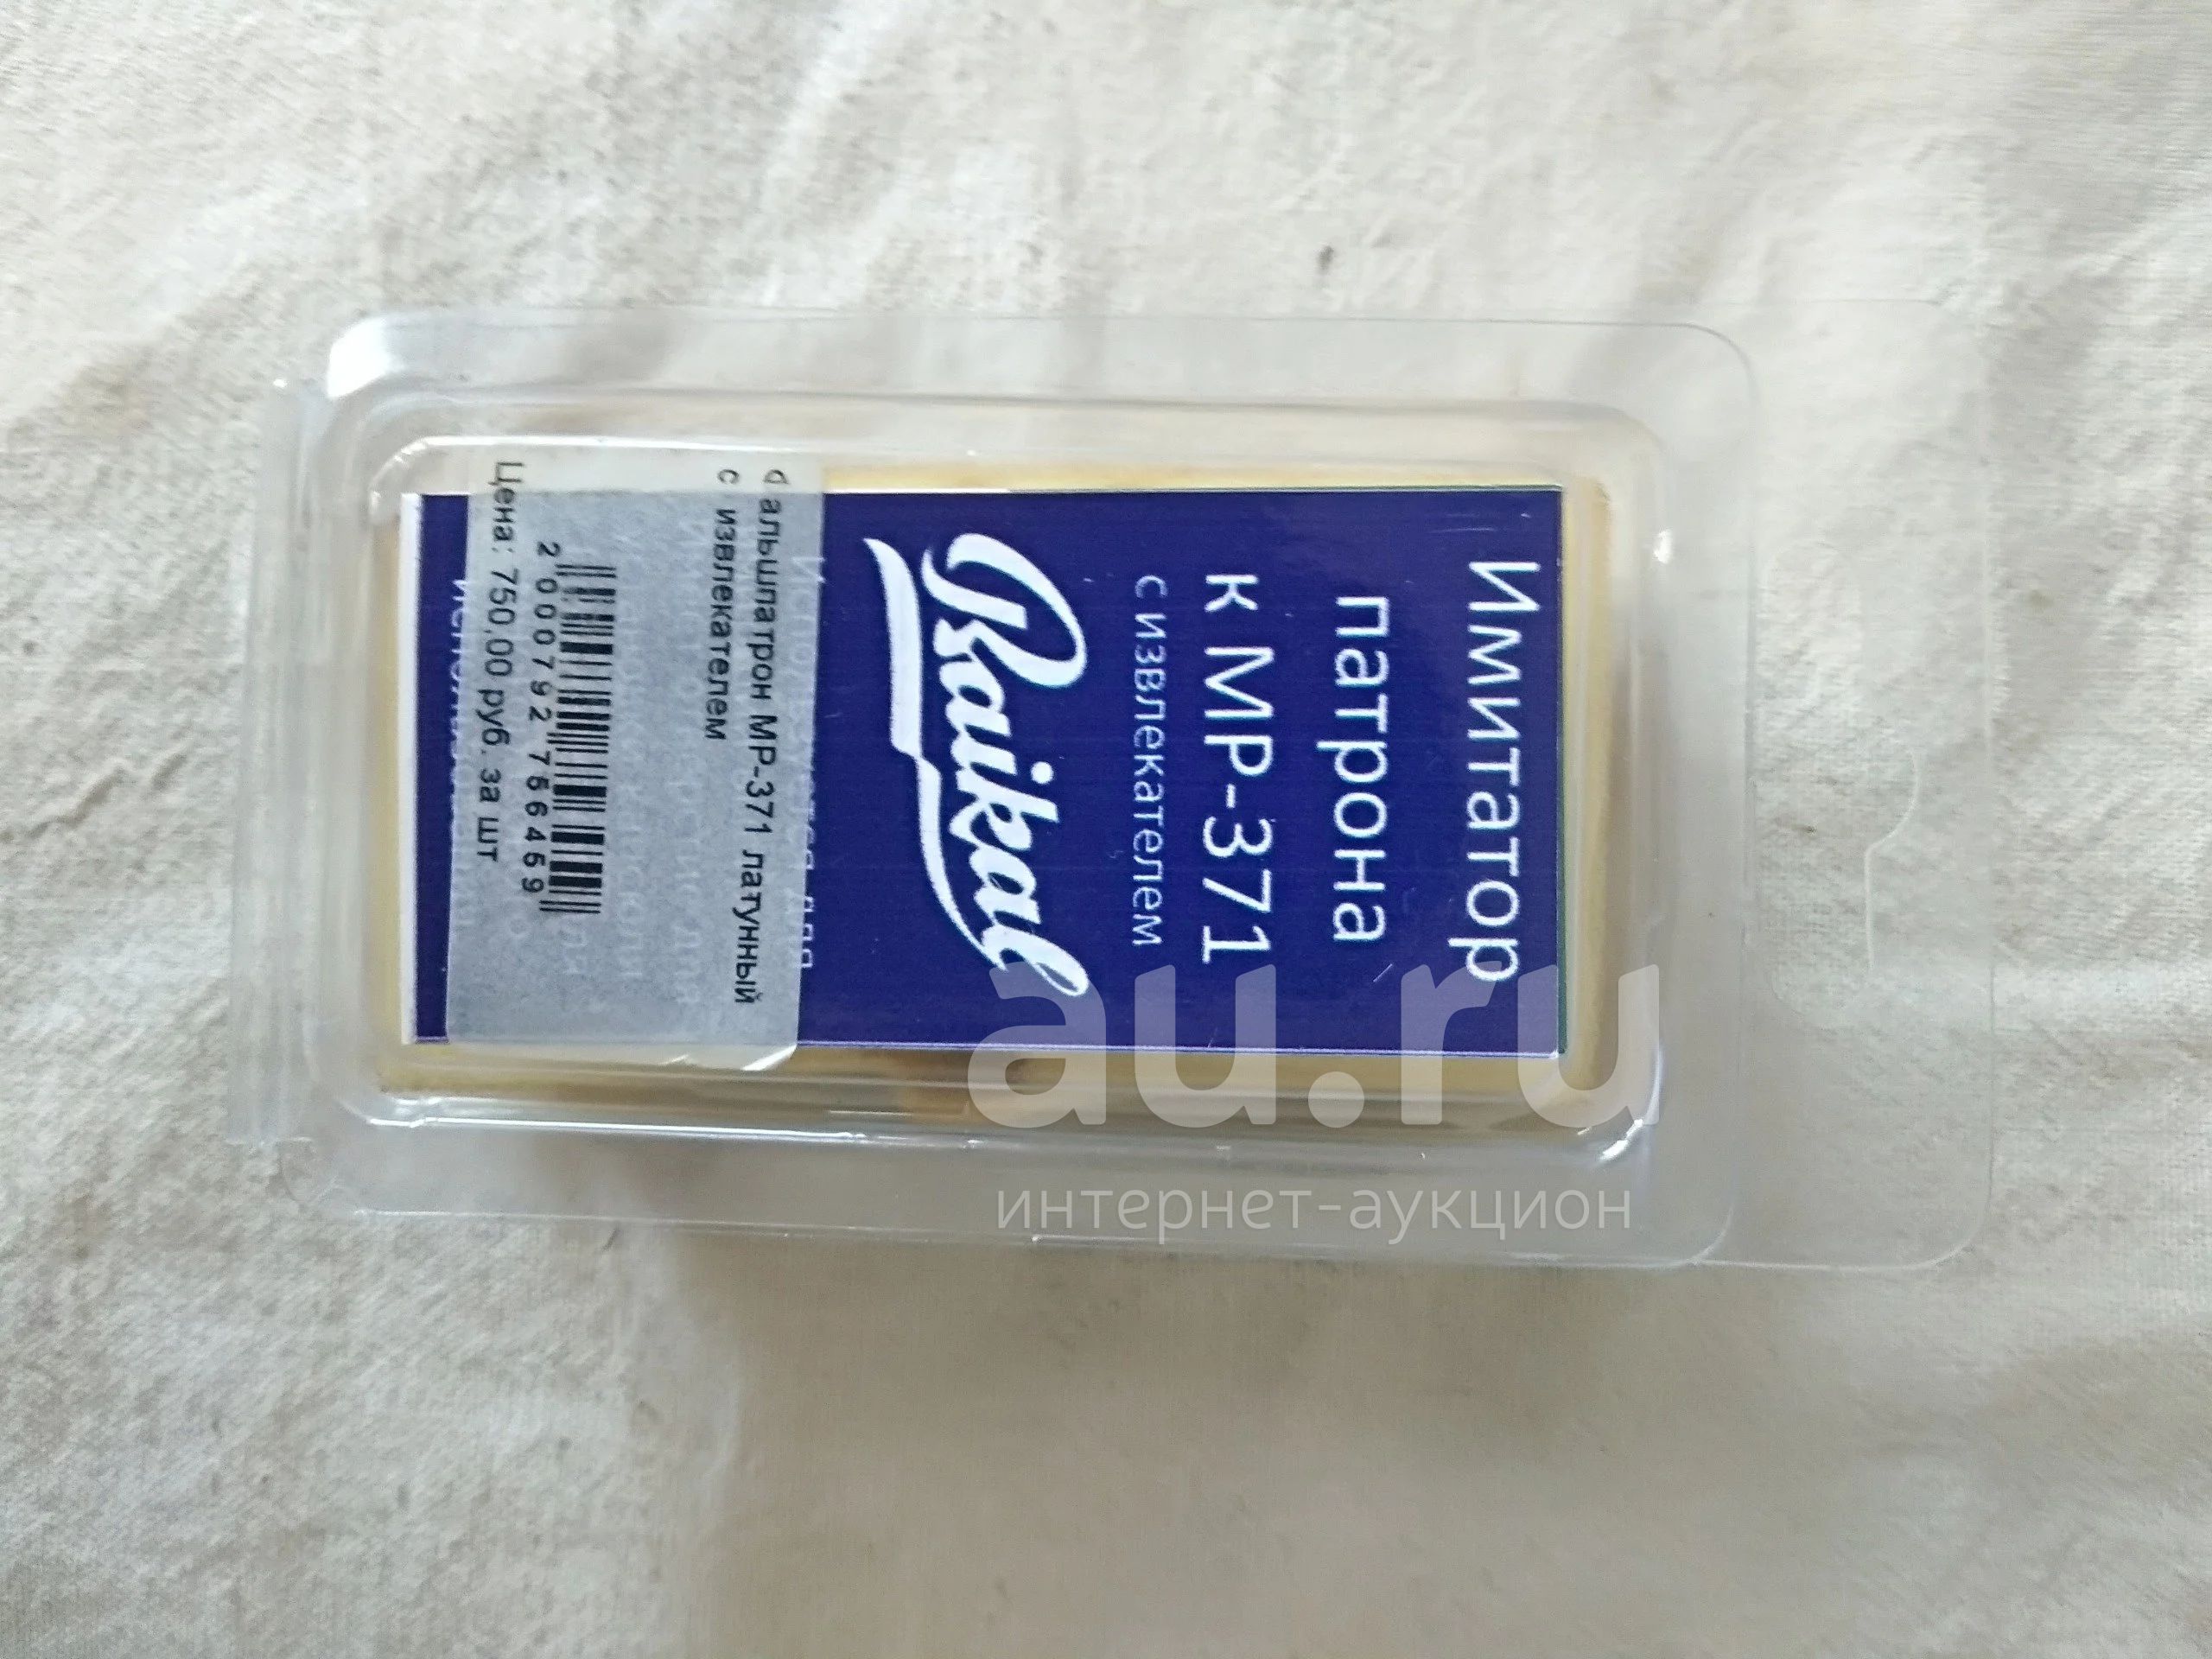 Имитатор
патрона
к МР-371
с извлекателем
Baikal
альшпатрон МР-371 латунный
с извлекателем
2000792756469
Цена: 750,00 руб. за шт
au.ru
интернет-аукцион